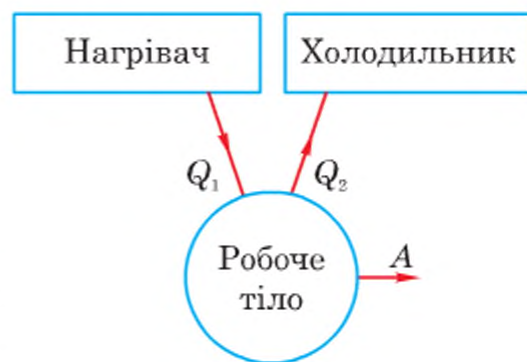 Нагрівач
Холодильник
Q₁
Q₂
Робоче
тіло
A